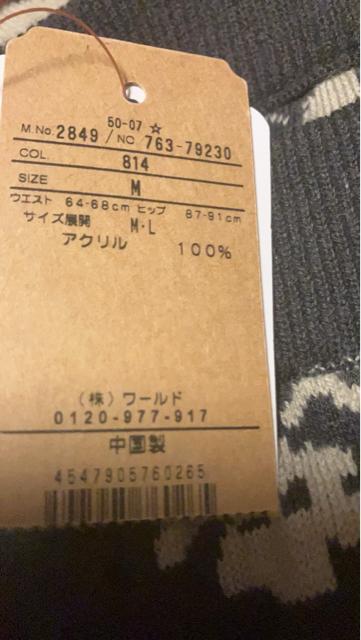 50-07 ☆
M.No.2849 / NC 763-79230
COL. 814
SIZE M
ウエスト 64-68cm ヒップ 87-91cm
サイズ展開 M・L
アクリル 100%
(株)ワールド
0120-977-917
中国製
4547905760265